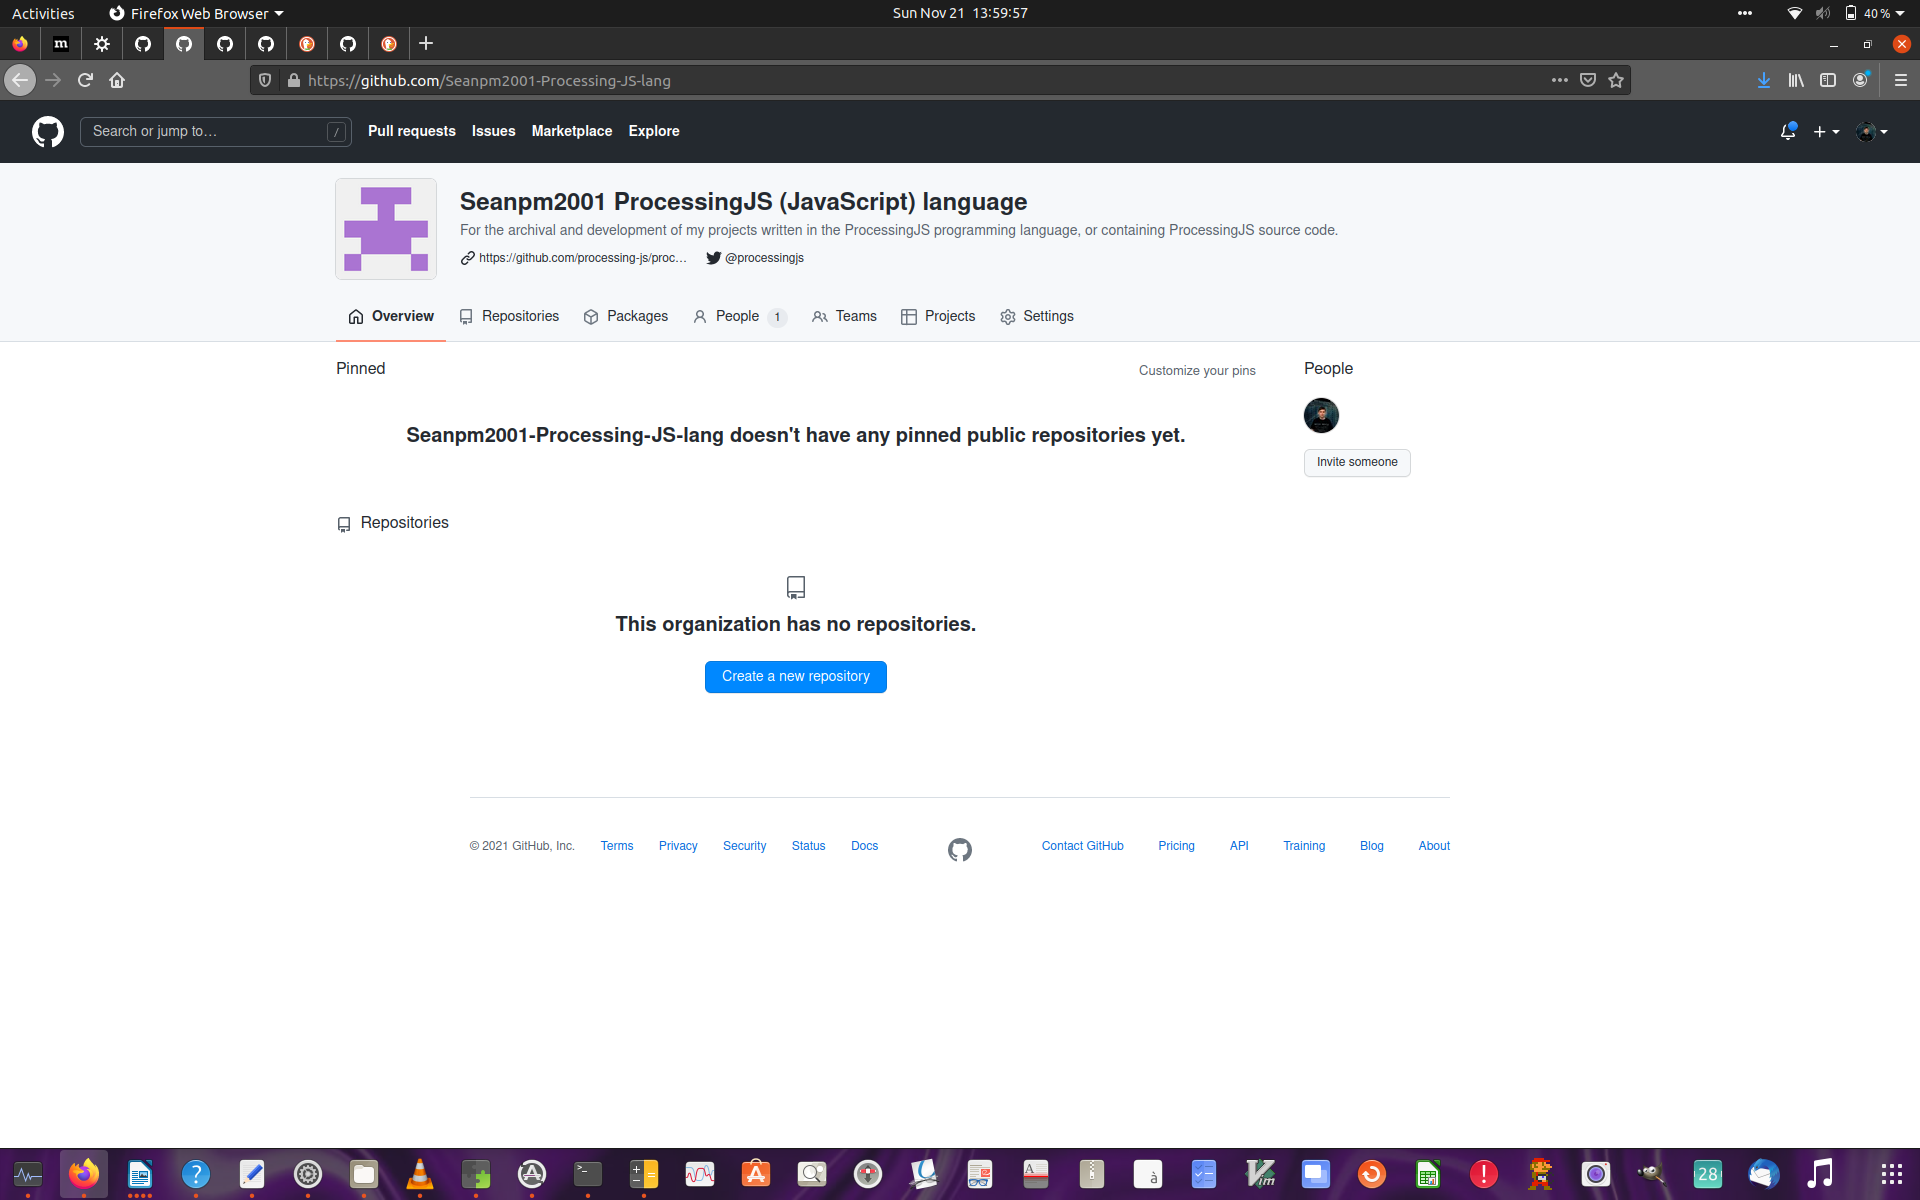 Activities
Firefox Web Browser
Sun Nov 21 13:59:57
40 %
m
https://github.com/Seanpm2001-Processing-JS-lang
Search or jump to…
/
Pull requests
Issues
Marketplace
Explore
Seanpm2001 ProcessingJS (JavaScript) language
For the archival and development of my projects written in the ProcessingJS programming language, or containing ProcessingJS source code.
https://github.com/processing-js/proc…
@processingjs
Overview
Repositories
Packages
People 1
Teams
Projects
Settings
Pinned
Customize your pins
People
Seanpm2001-Processing-JS-lang doesn't have any pinned public repositories yet.
Invite someone
Repositories
This organization has no repositories.
Create a new repository
© 2021 GitHub, Inc.
Terms
Privacy
Security
Status
Docs
Contact GitHub
Pricing
API
Training
Blog
About
?
>_
A
à
Vim
!
28